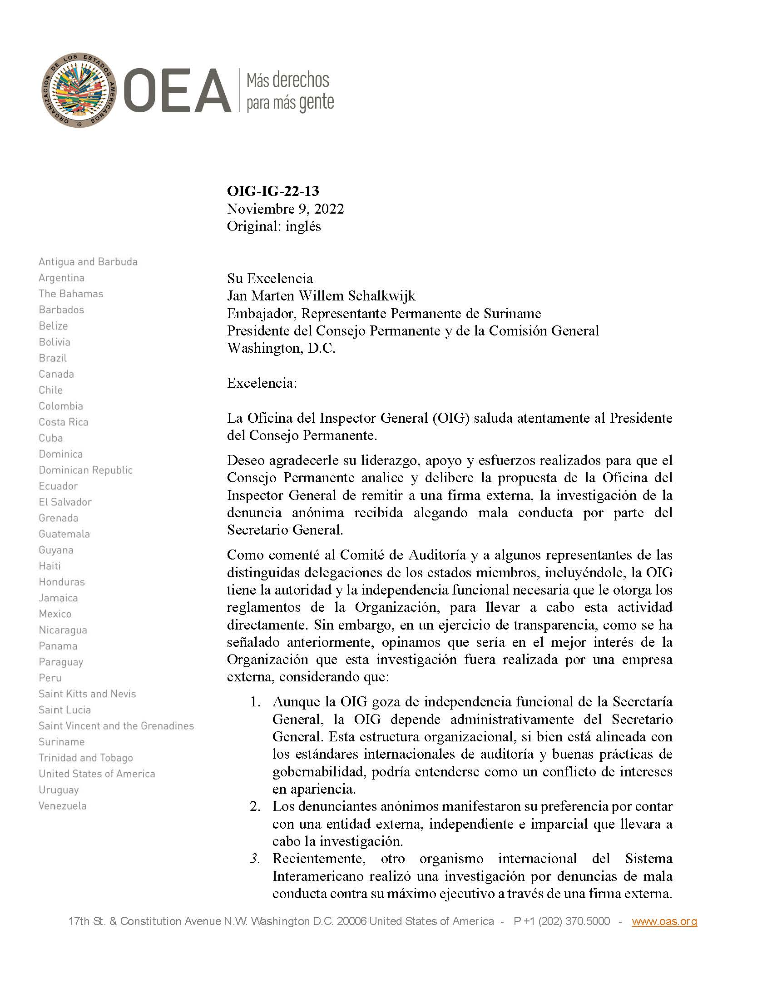 ORGANIZACION DE LOS ESTADOS AMERICANOS
OEA
Más derechos
para más gente
OIG-IG-22-13
Noviembre 9, 2022
Original: inglés
Antigua and Barbuda
Argentina
The Bahamas
Barbados
Belize
Bolivia
Brazil
Canada
Chile
Colombia
Costa Rica
Cuba
Dominica
Dominican Republic
Ecuador
El Salvador
Grenada
Guatemala
Guyana
Haiti
Honduras
Jamaica
Mexico
Nicaragua
Panama
Paraguay
Peru
Saint Kitts and Nevis
Saint Lucia
Saint Vincent and the Grenadines
Suriname
Trinidad and Tobago
United States of America
Uruguay
Venezuela
Su Excelencia
Jan Marten Willem Schalkwijk
Embajador, Representante Permanente de Suriname
Presidente del Consejo Permanente y de la Comisión General
Washington, D.C.
Excelencia:
La Oficina del Inspector General (OIG) saluda atentamente al Presidente
del Consejo Permanente.
Deseo agradecerle su liderazgo, apoyo y esfuerzos realizados para que el
Consejo Permanente analice y delibere la propuesta de la Oficina del
Inspector General de remitir a una firma externa, la investigación de la
denuncia anónima recibida alegando mala conducta por parte del
Secretario General.
Como comenté al Comité de Auditoría y a algunos representantes de las
distinguidas delegaciones de los estados miembros, incluyéndole, la OIG
tiene la autoridad y la independencia funcional necesaria que le otorga los
reglamentos de la Organización, para llevar a cabo esta actividad
directamente. Sin embargo, en un ejercicio de transparencia, como se ha
señalado anteriormente, opinamos que sería en el mejor interés de la
Organización que esta investigación fuera realizada por una empresa
externa, considerando que:
1. Aunque la OIG goza de independencia funcional de la Secretaría
General, la OIG depende administrativamente del Secretario
General. Esta estructura organizacional, si bien está alineada con
los estándares internacionales de auditoría y buenas prácticas de
gobernabilidad, podría entenderse como un conflicto de intereses
en apariencia.
2. Los denunciantes anónimos manifestaron su preferencia por contar
con una entidad externa, independiente e imparcial que llevara a
cabo la investigación.
3. Recientemente, otro organismo internacional del Sistema
Interamericano realizó una investigación por denuncias de mala
conducta contra su máximo ejecutivo a través de una firma externa.
17th St. & Constitution Avenue N.W. Washington D.C. 20006 United States of America - P +1 (202) 370.5000 - www.oas.org